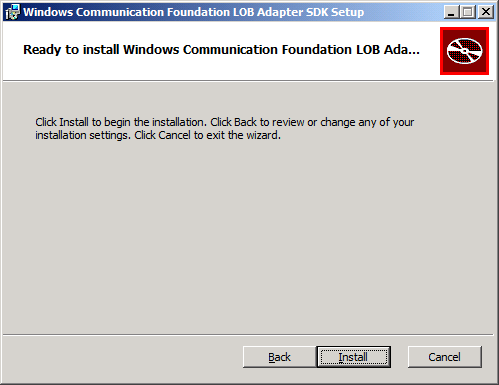 Windows Communication Foundation LOB Adapter SDK Setup
Ready to install Windows Communication Foundation LOB Ada...
Click Install to begin the installation. Click Back to review or change any of your
installation settings. Click Cancel to exit the wizard.
Back
Install
Cancel